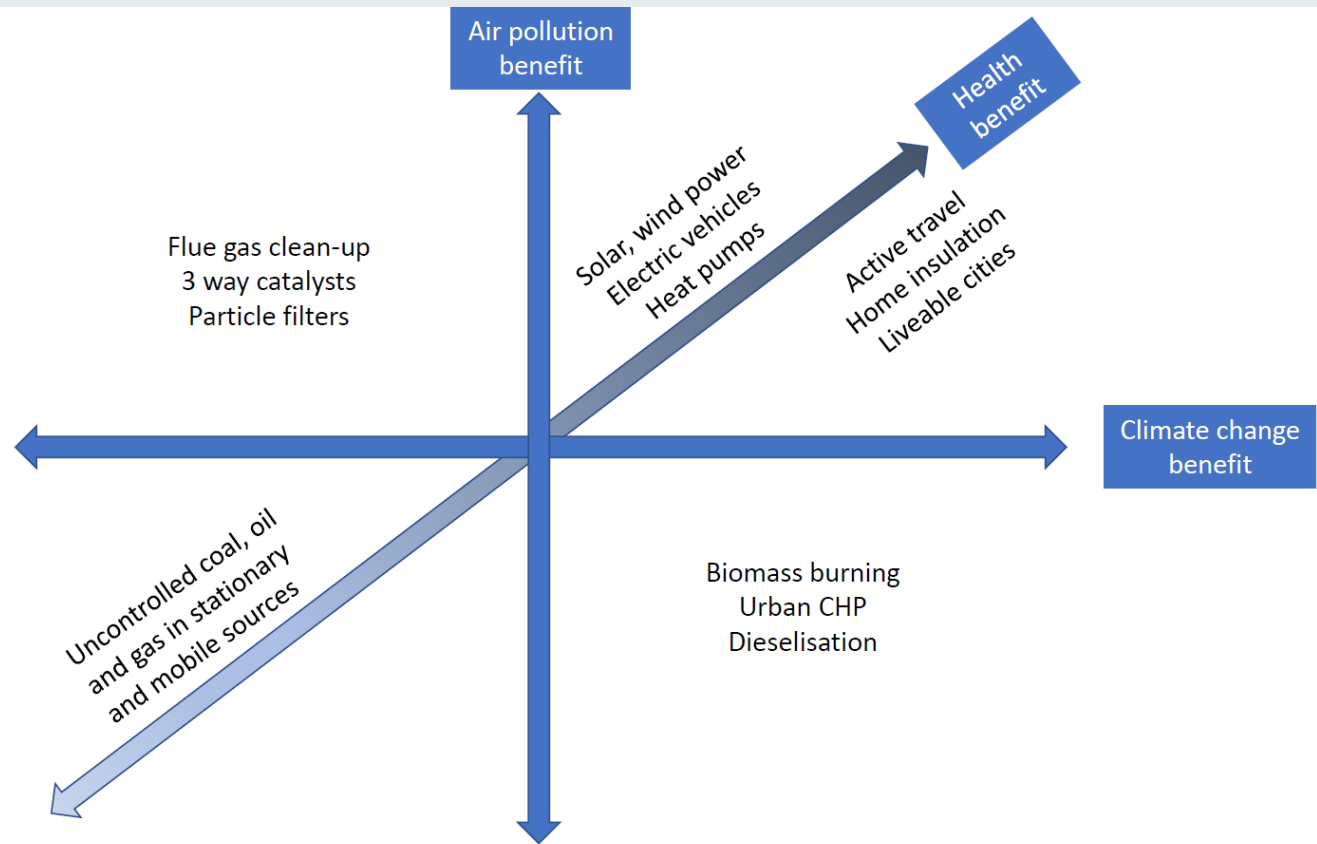 Air pollution
benefit
Health
benefit
Solar, wind power
Electric vehicles
Heat pumps
Active travel
Home insulation
Liveable cities
Flue gas clean-up
3 way catalysts
Particle filters
Climate change
benefit
Uncontrolled coal, oil
and gas in stationary
and mobile sources
Biomass burning
Urban CHP
Dieselisation